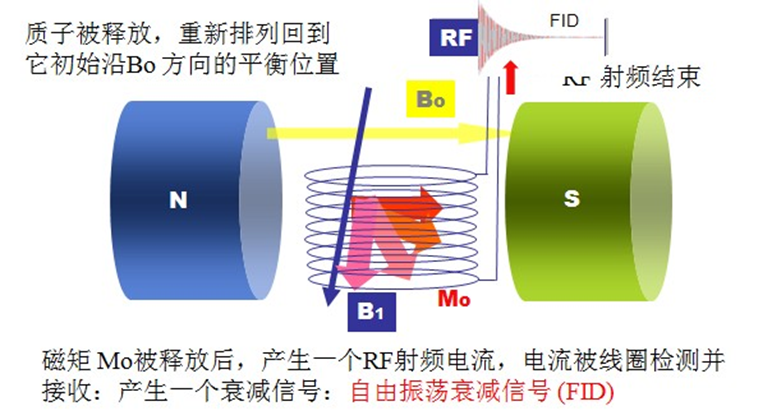 质子被释放，重新排列回到
它初始沿Bo 方向的平衡位置
RF
FID
RF 射频结束
Bo
N
S
B1
Mo
磁矩 Mo被释放后，产生一个RF射频电流，电流被线圈检测并
接收：产生一个衰减信号：自由振荡衰减信号 (FID)